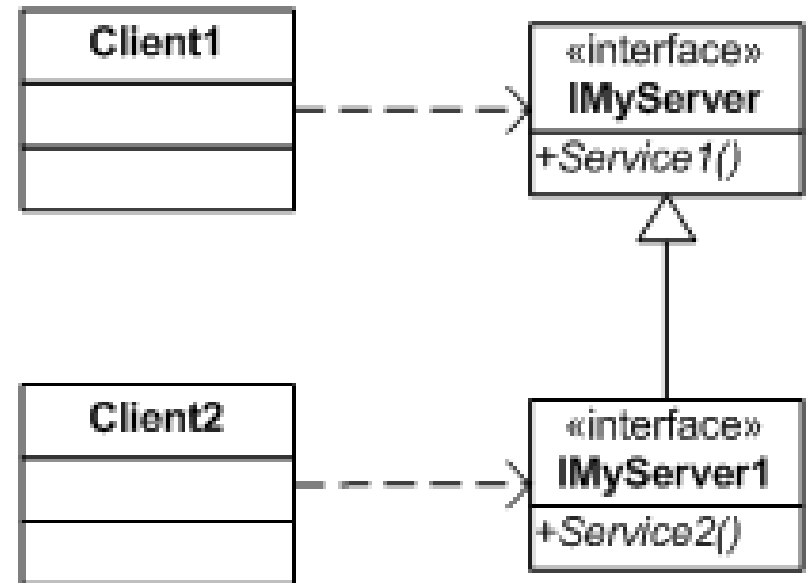 Client1
«interface»
IMyServer
+Service1()
Client2
«interface»
IMyServer1
+Service2()